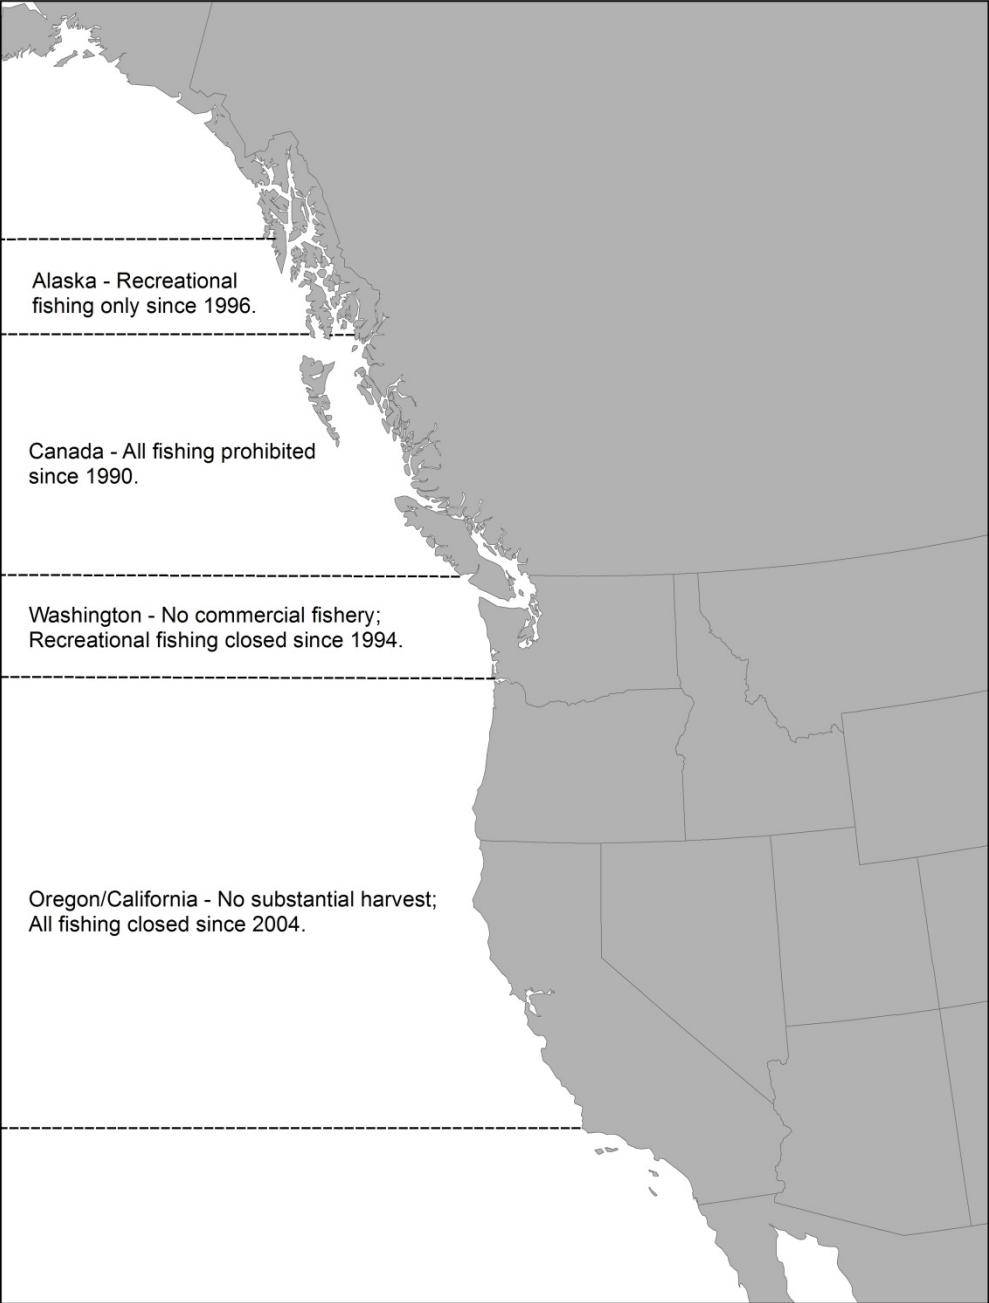 Alaska - Recreational
fishing only since 1996.
Canada - All fishing prohibited
since 1990.
Washington - No commercial fishery;
Recreational fishing closed since 1994.
Oregon/California - No substantial harvest;
All fishing closed since 2004.